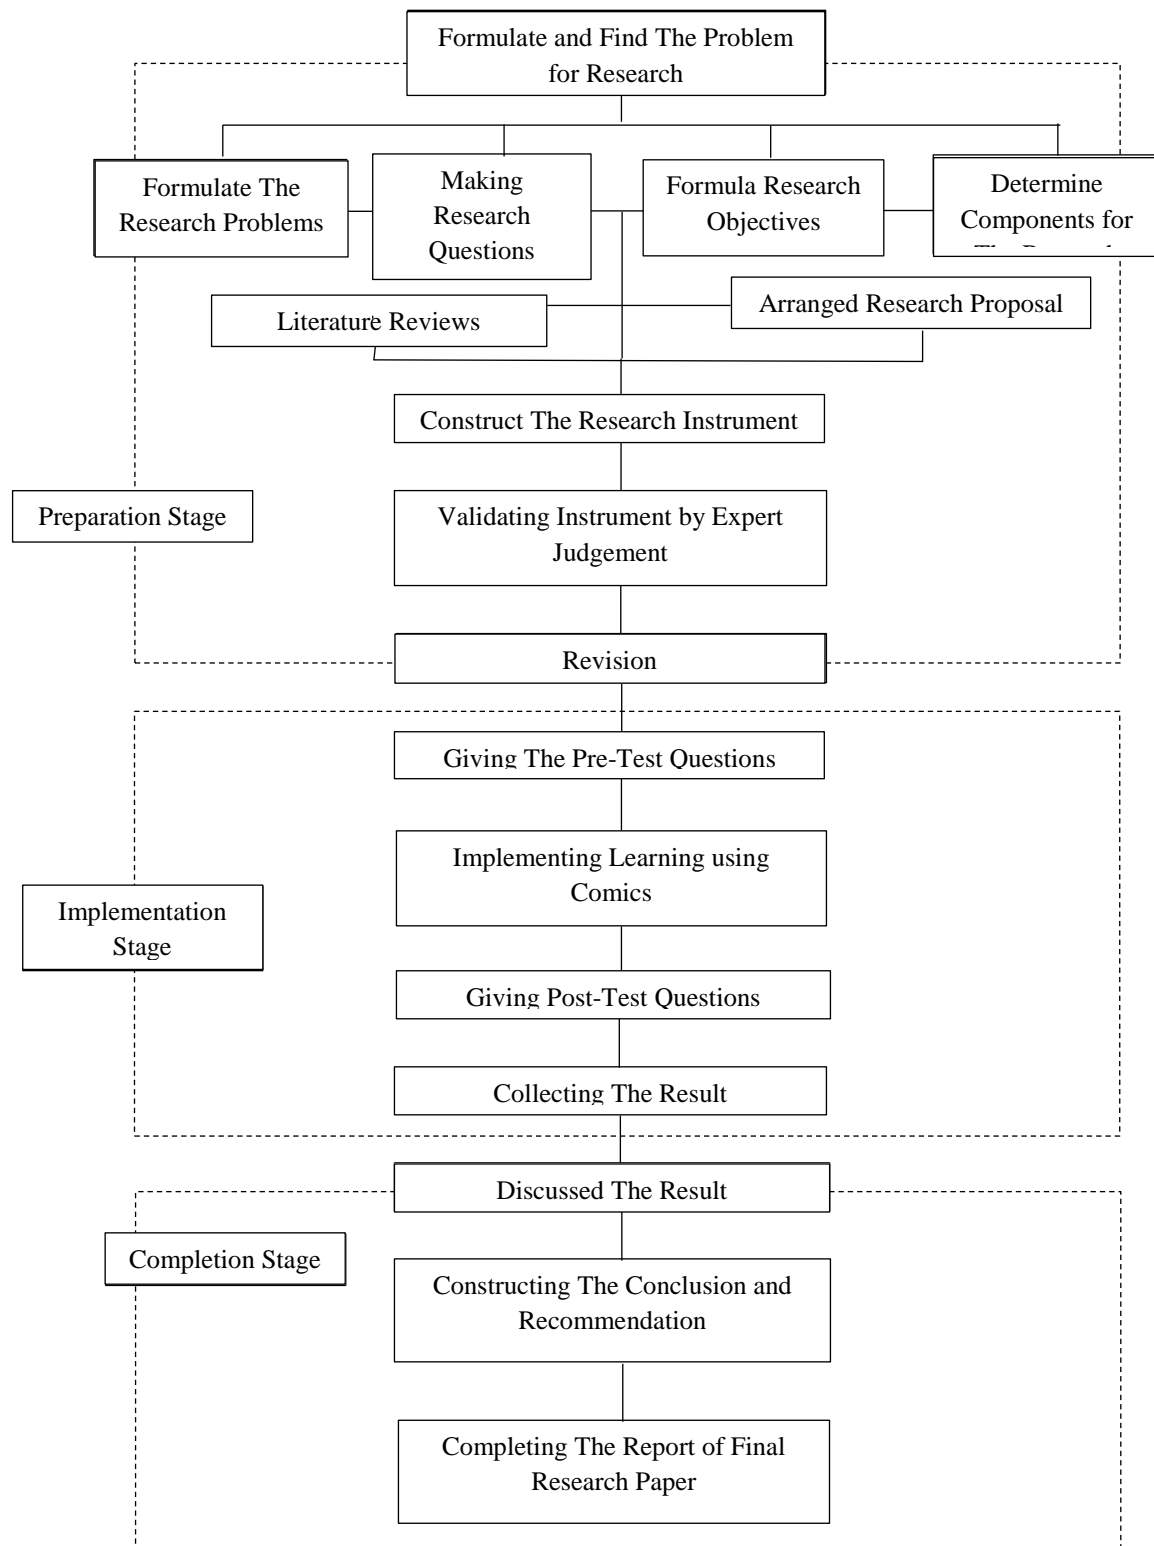 Formulate and Find The Problem
for Research
Formulate The
Research Problems
Making
Research
Questions
Formula Research
Objectives
Determine
Components for
Literature Reviews
Arranged Research Proposal
Construct The Research Instrument
Preparation Stage
Validating Instrument by Expert
Judgement
Revision
Giving The Pre-Test Questions
Implementing Learning using
Comics
Implementation
Stage
Giving Post-Test Questions
Collecting The Result
Discussed The Result
Completion Stage
Constructing The Conclusion and
Recommendation
Completing The Report of Final
Research Paper